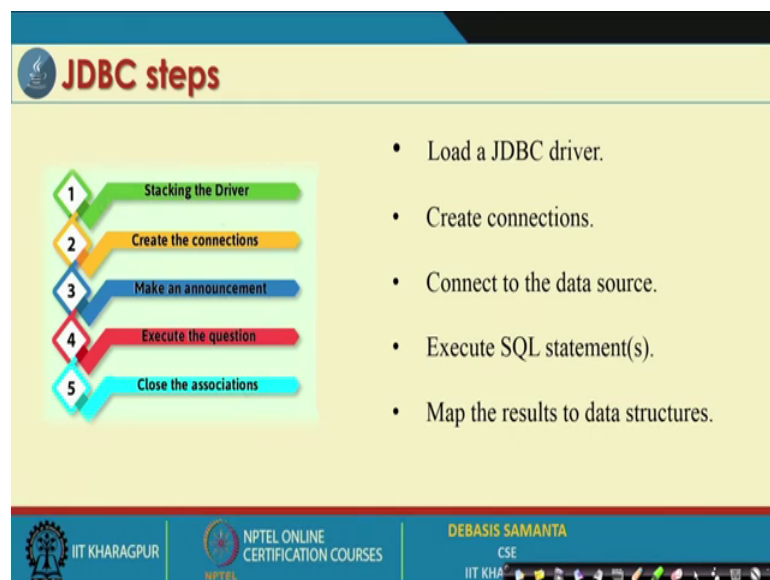 JDBC steps
1 Stacking the Driver
2 Create the connections
3 Make an announcement
4 Execute the question
5 Close the associations
• Load a JDBC driver.
• Create connections.
• Connect to the data source.
• Execute SQL statement(s).
• Map the results to data structures.
IIT KHARAGPUR
NPTEL
NPTEL ONLINE
CERTIFICATION COURSES
DEBASIS SAMANTA
CSE
IIT KHA